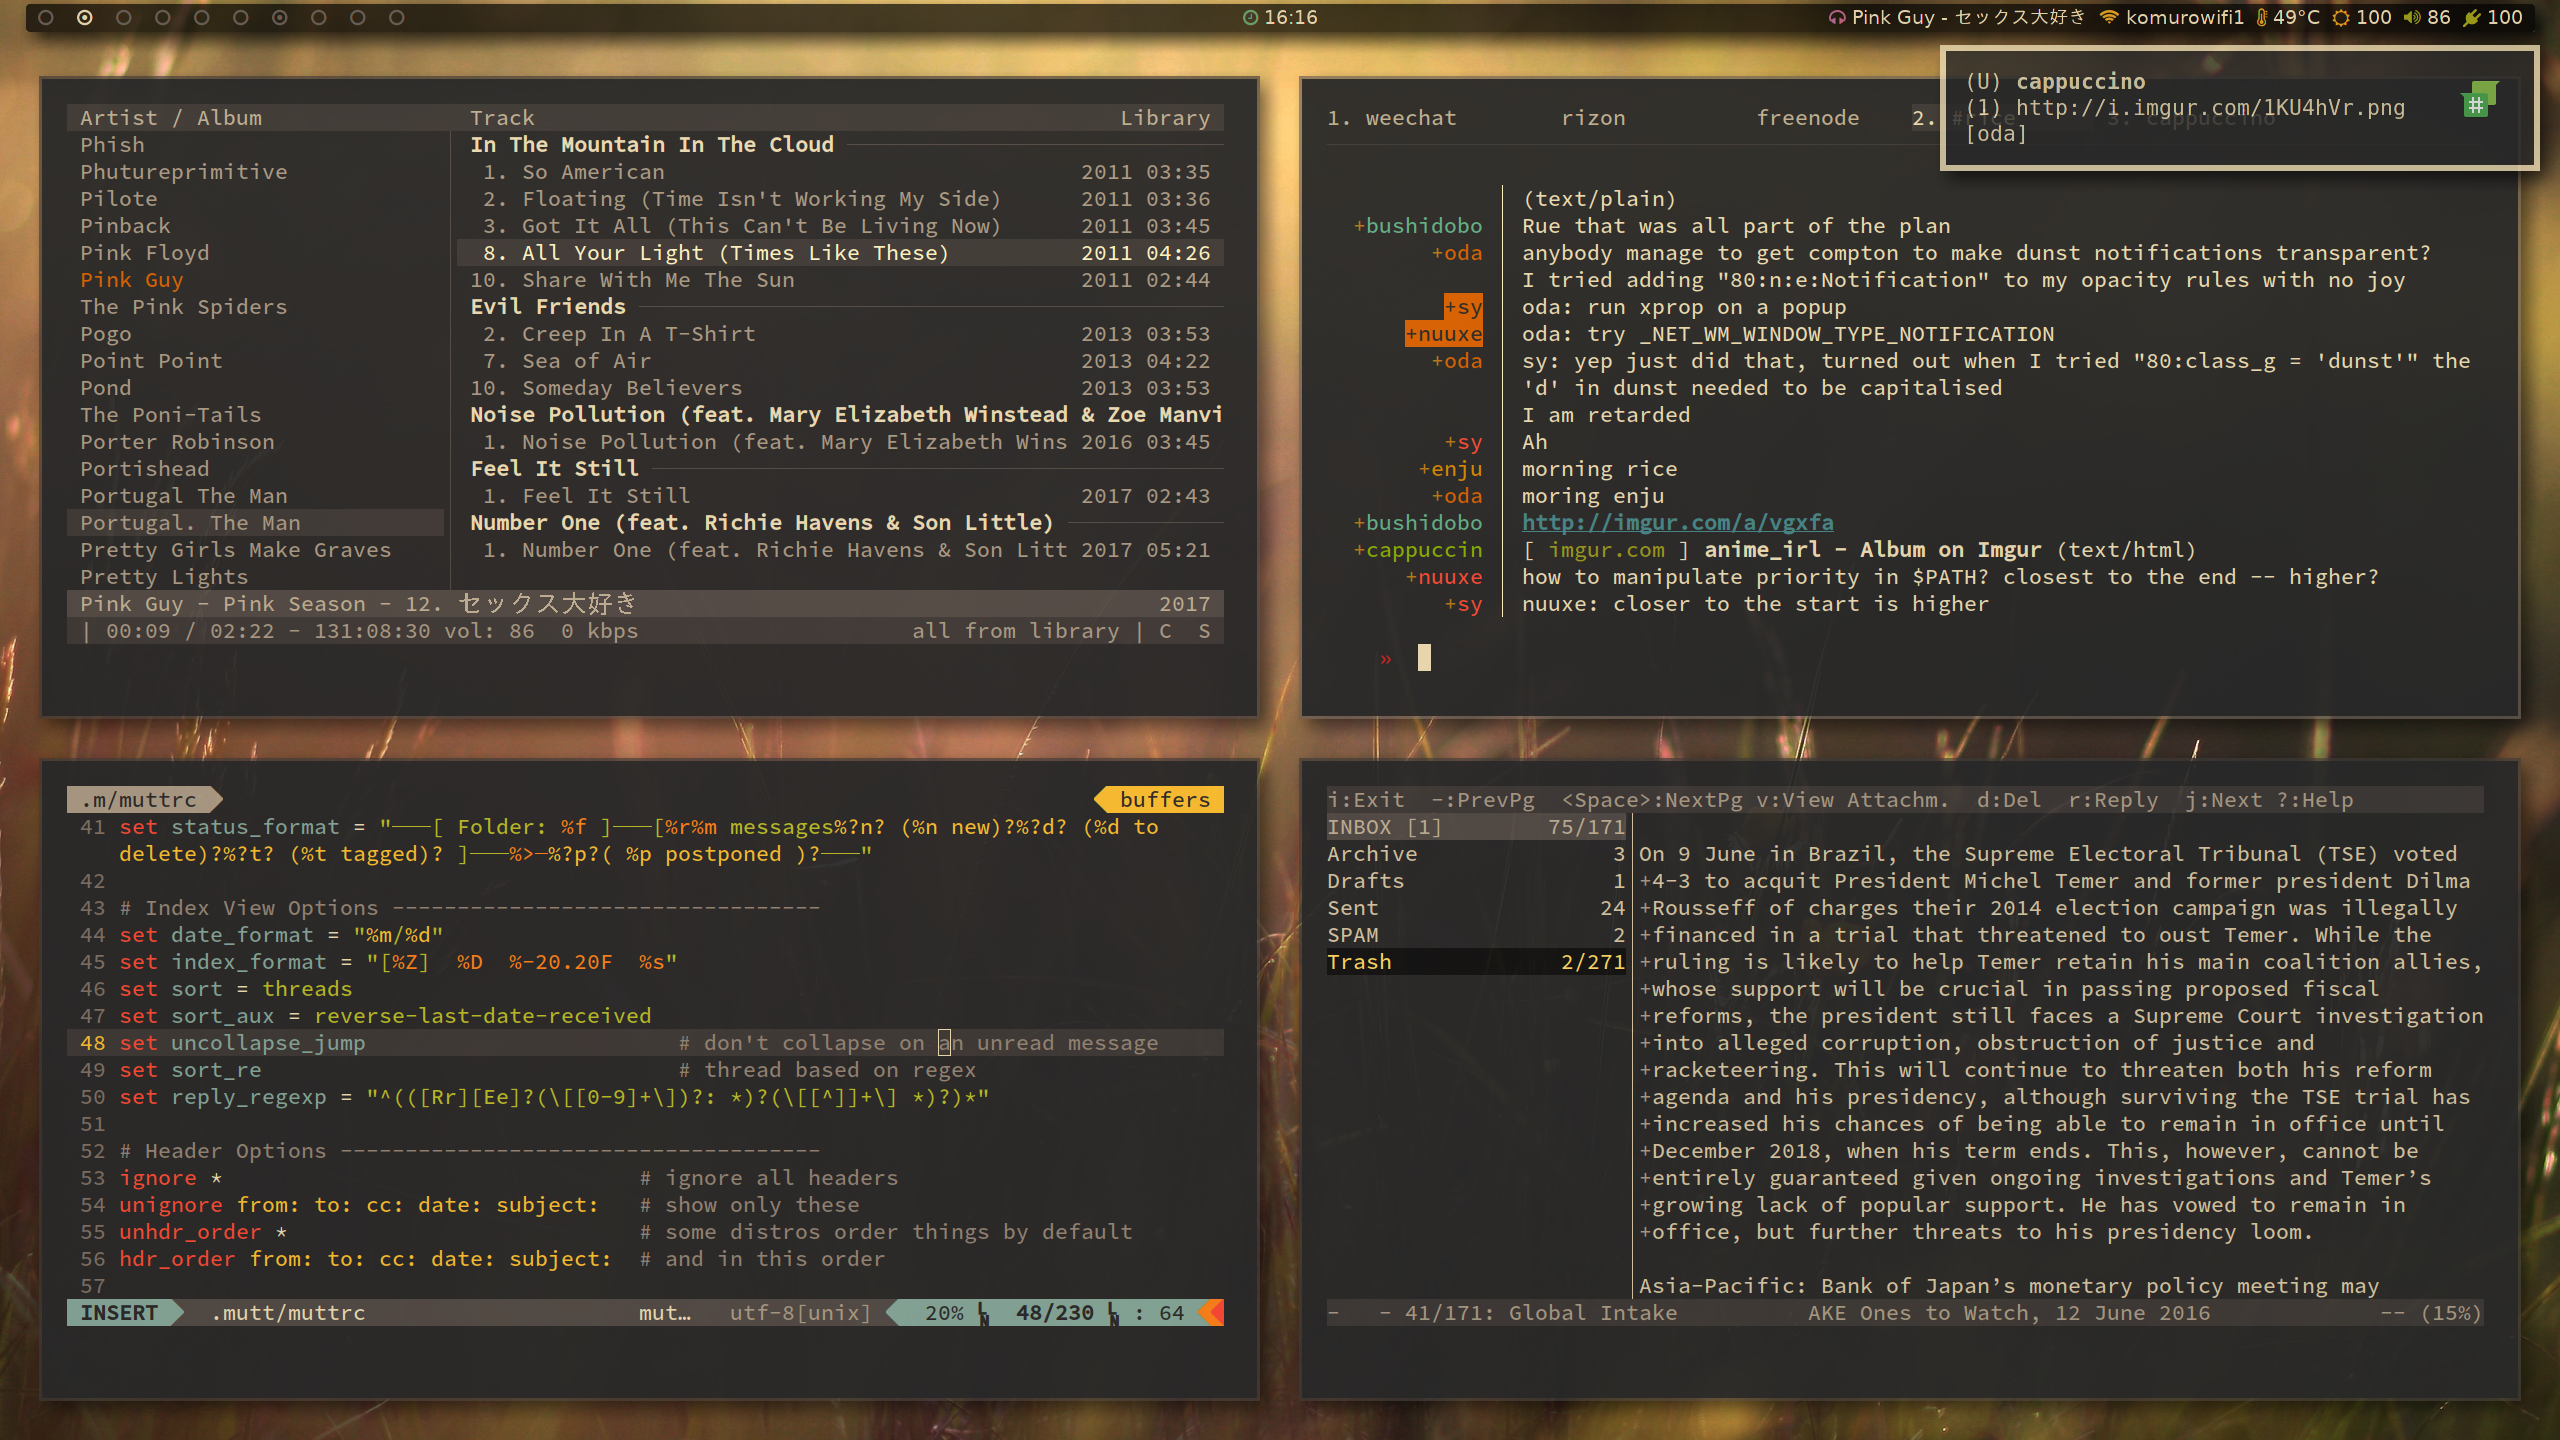 16:16
Pink Guy - セックス大好き komurowifi1 49°C 100 86 100
(U) cappuccino
(1) http://i.imgur.com/1KU4hVr.png
[oda]
Artist / Album Track Library
Phish
Phutureprimitive
Pilote
Pinback
Pink Floyd
Pink Guy
The Pink Spiders
Pogo
Point Point
Pond
The Poni-Tails
Porter Robinson
Portishead
Portugal The Man
Portugal. The Man
Pretty Girls Make Graves
Pretty Lights
In The Mountain In The Cloud
1. So American 2011 03:35
2. Floating (Time Isn't Working My Side) 2011 03:36
3. Got It All (This Can't Be Living Now) 2011 03:45
8. All Your Light (Times Like These) 2011 04:26
10. Share With Me The Sun 2011 02:44
Evil Friends
2. Creep In A T-Shirt 2013 03:53
7. Sea of Air 2013 04:22
10. Someday Believers 2013 03:53
Noise Pollution (feat. Mary Elizabeth Winstead & Zoe Manvi
1. Noise Pollution (feat. Mary Elizabeth Wins 2016 03:45
Feel It Still
1. Feel It Still 2017 02:43
Number One (feat. Richie Havens & Son Little)
1. Number One (feat. Richie Havens & Son Litt 2017 05:21
Pink Guy - Pink Season - 12. セックス大好き 2017
| 00:09 / 02:22 - 131:08:30 vol: 86 0 kbps all from library | C S
1. weechat rizon freenode 2. #rice 3. cappuccino
(text/plain)
+bushidobo Rue that was all part of the plan
+oda anybody manage to get compton to make dunst notifications transparent?
I tried adding "80:n:e:Notification" to my opacity rules with no joy
+sy oda: run xprop on a popup
+nuuxe oda: try _NET_WM_WINDOW_TYPE_NOTIFICATION
+oda sy: yep just did that, turned out when I tried "80:class_g = 'dunst'" the
'd' in dunst needed to be capitalised
I am retarded
+sy Ah
+enju morning rice
+oda moring enju
+bushidobo http://imgur.com/a/vgxfa
+cappuccin [ imgur.com ] anime_irl - Album on Imgur (text/html)
+nuuxe how to manipulate priority in $PATH? closest to the end -- higher?
+sy nuuxe: closer to the start is higher
»
.m/muttrc buffers
41 set status_format = "───[ Folder: %f ]───[%r%m messages%?n? (%n new)?%?d? (%d to
delete)?%?t? (%t tagged)? ]───%>─%?p?( %p postponed )?───"
42
43 # Index View Options ---------------------------------
44 set date_format = "%m/%d"
45 set index_format = "[%Z] %D %-20.20F %s"
46 set sort = threads
47 set sort_aux = reverse-last-date-received
48 set uncollapse_jump # don't collapse on an unread message
49 set sort_re # thread based on regex
50 set reply_regexp = "^(([Rr][Ee]?(\[[0-9]+\])?: *)?(\[[^]]+\] *)?)*"
51
52 # Header Options -------------------------------------
53 ignore * # ignore all headers
54 unignore from: to: cc: date: subject: # show only these
55 unhdr_order * # some distros order things by default
56 hdr_order from: to: cc: date: subject: # and in this order
57
INSERT .mutt/muttrc mut… utf-8[unix] 20% 48/230 : 64
i:Exit -:PrevPg <Space>:NextPg v:View Attachm. d:Del r:Reply j:Next ?:Help
INBOX [1] 75/171
Archive 3
Drafts 1
Sent 24
SPAM 2
Trash 2/271
On 9 June in Brazil, the Supreme Electoral Tribunal (TSE) voted
+4-3 to acquit President Michel Temer and former president Dilma
+Rousseff of charges their 2014 election campaign was illegally
+financed in a trial that threatened to oust Temer. While the
+ruling is likely to help Temer retain his main coalition allies,
+whose support will be crucial in passing proposed fiscal
+reforms, the president still faces a Supreme Court investigation
+into alleged corruption, obstruction of justice and
+racketeering. This will continue to threaten both his reform
+agenda and his presidency, although surviving the TSE trial has
+increased his chances of being able to remain in office until
+December 2018, when his term ends. This, however, cannot be
+entirely guaranteed given ongoing investigations and Temer’s
+growing lack of popular support. He has vowed to remain in
+office, but further threats to his presidency loom.
Asia-Pacific: Bank of Japan’s monetary policy meeting may
- - 41/171: Global Intake AKE Ones to Watch, 12 June 2016 -- (15%)